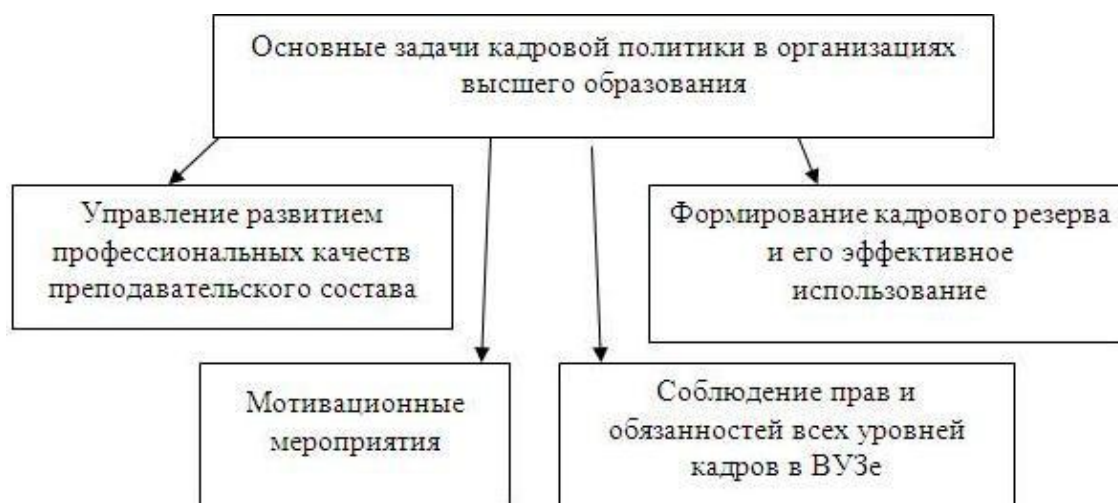 Основные задачи кадровой политики в организациях
высшего образования
Управление развитием
профессиональных качеств
преподавательского состава
Формирование кадрового резерва
и его эффективное
использование
Мотивационные
мероприятия
Соблюдение прав и
обязанностей всех уровней
кадров в ВУЗе